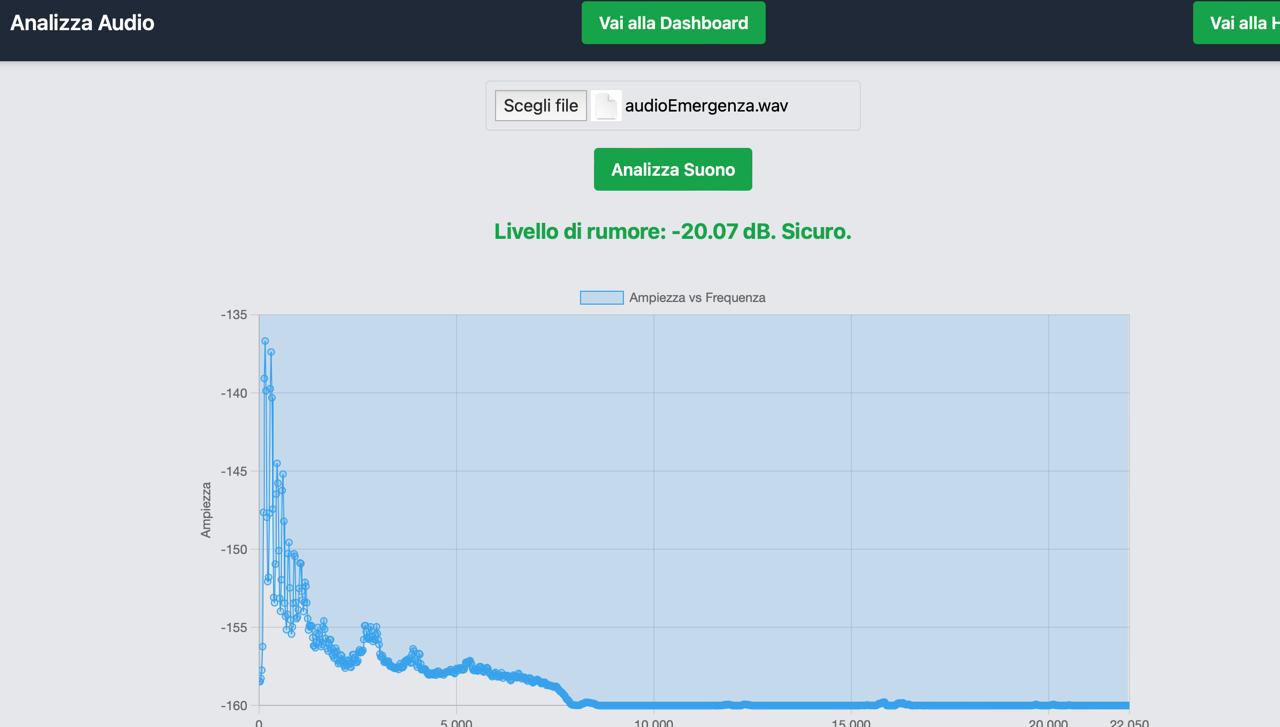 Analizza Audio
Vai alla Dashboard
Vai alla H
Scegli file
audioEmergenza.wav
Analizza Suono
Livello di rumore: -20.07 dB. Sicuro.
Ampiezza vs Frequenza
-135
-140
-145
Ampiezza
-150
-155
-160
0
5.000
10.000
15.000
20.000
22.050